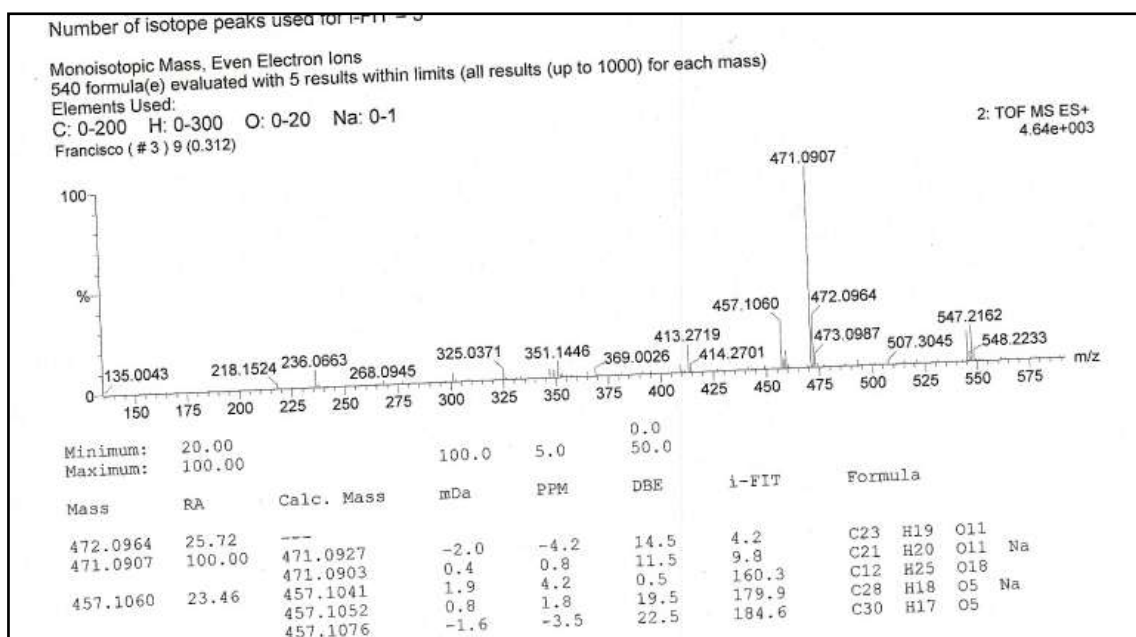 Number of isotope peaks used for i-FIT = 3
Monoisotopic Mass, Even Electron Ions
540 formula(e) evaluated with 5 results within limits (all results (up to 1000) for each mass)
Elements Used:
C: 0-200 H: 0-300 O: 0-20 Na: 0-1
Francisco ( # 3 ) 9 (0.312)
2: TOF MS ES+
4.64e+003
100
%
0
471.0907
457.1060
472.0964
547.2162
413.2719
473.0987
507.3045
548.2233
414.2701
351.1446
369.0026
325.0371
236.0663
268.0945
218.1524
135.0043
m/z
150 175 200 225 250 275 300 325 350 375 400 425 450 475 500 525 550 575
Minimum: 20.00 0.0
Maximum: 100.00 100.0 5.0 50.0
Mass RA Calc. Mass mDa PPM DBE i-FIT Formula
472.0964 25.72 ---
471.0907 100.00 471.0927 -2.0 -4.2 14.5 4.2 C23 H19 O11
471.0903 0.4 0.8 11.5 9.8 C21 H20 O11 Na
457.1060 23.46 457.1041 1.9 4.2 0.5 160.3 C12 H25 O18
457.1052 0.8 1.8 19.5 179.9 C28 H18 O5 Na
457.1076 -1.6 -3.5 22.5 184.6 C30 H17 O5